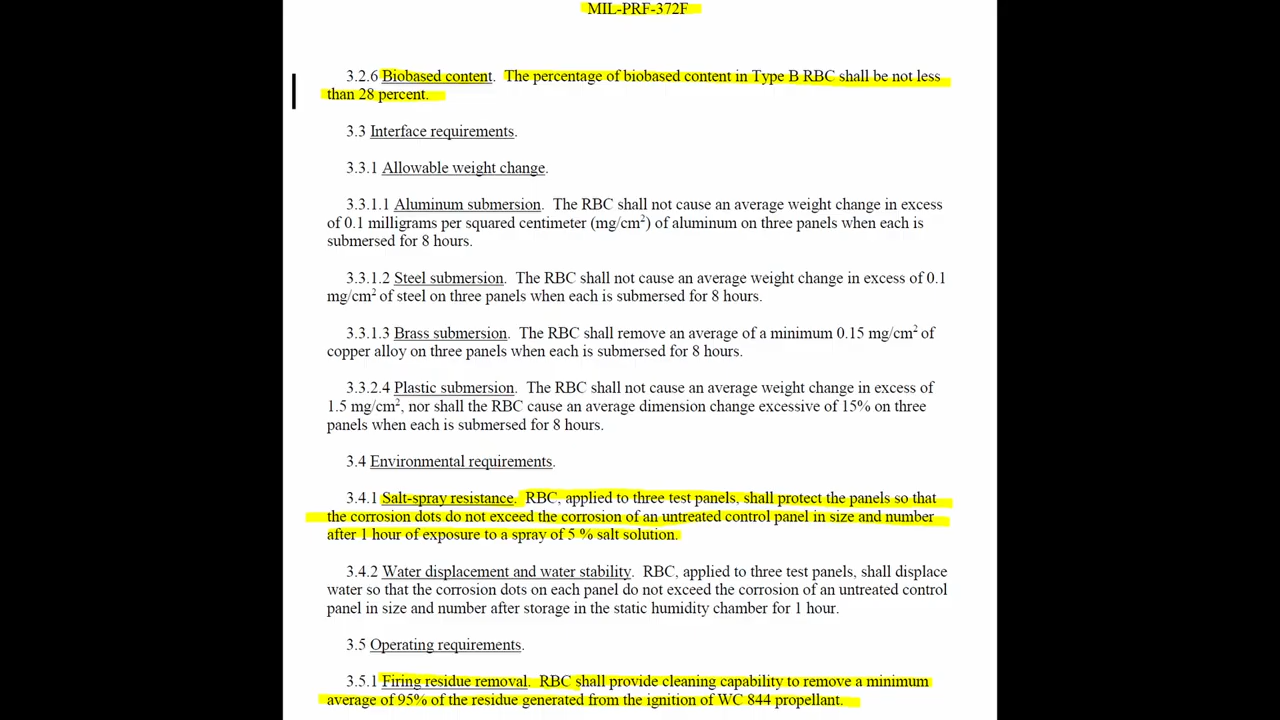 MIL-PRF-372F
3.2.6 Biobased content. The percentage of biobased content in Type B RBC shall be not less
than 28 percent.
3.3 Interface requirements.
3.3.1 Allowable weight change.
3.3.1.1 Aluminum submersion. The RBC shall not cause an average weight change in excess
of 0.1 milligrams per squared centimeter (mg/cm²) of aluminum on three panels when each is
submersed for 8 hours.
3.3.1.2 Steel submersion. The RBC shall not cause an average weight change in excess of 0.1
mg/cm² of steel on three panels when each is submersed for 8 hours.
3.3.1.3 Brass submersion. The RBC shall remove an average of a minimum 0.15 mg/cm² of
copper alloy on three panels when each is submersed for 8 hours.
3.3.2.4 Plastic submersion. The RBC shall not cause an average weight change in excess of
1.5 mg/cm², nor shall the RBC cause an average dimension change excessive of 15% on three
panels when each is submersed for 8 hours.
3.4 Environmental requirements.
3.4.1 Salt-spray resistance. RBC, applied to three test panels, shall protect the panels so that
the corrosion dots do not exceed the corrosion of an untreated control panel in size and number
after 1 hour of exposure to a spray of 5 % salt solution.
3.4.2 Water displacement and water stability. RBC, applied to three test panels, shall displace
water so that the corrosion dots on each panel do not exceed the corrosion of an untreated control
panel in size and number after storage in the static humidity chamber for 1 hour.
3.5 Operating requirements.
3.5.1 Firing residue removal. RBC shall provide cleaning capability to remove a minimum
average of 95% of the residue generated from the ignition of WC 844 propellant.